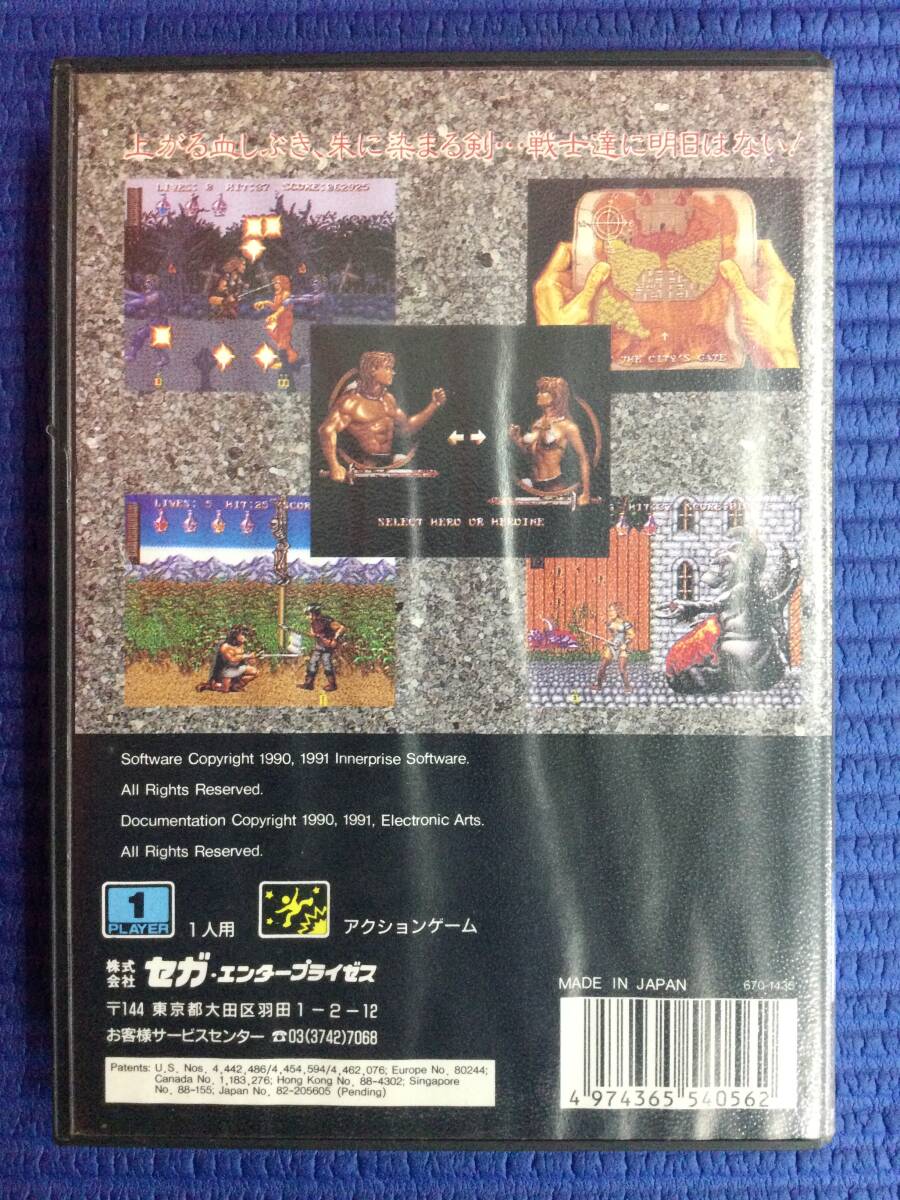 上がる血しぶき、朱に染まる剣…戦士達に明日はない!
LIVES: 0 HIT:37 SCORE:062925
THE CITY'S GATE
SELECT HERO OR HEROINE
LIVES: 5 HIT:25 SCOR
Software Copyright 1990, 1991 Innerprise Software.
All Rights Reserved.
Documentation Copyright 1990, 1991, Electronic Arts.
All Rights Reserved.
1
PLAYER
1人用
アクションゲーム
株式会社 セガ・エンタープライゼス
〒144 東京都大田区羽田1-2-12
お客様サービスセンター ☎03(3742)7068
Patents: U.S. Nos. 4,442,486/4,454,594/4,462,076; Europe No. 80244;
Canada No. 1,183,276; Hong Kong No. 88-4302; Singapore
No. 88-155; Japan No. 82-205605 (Pending)
MADE IN JAPAN
670-1435
4 974365 540562